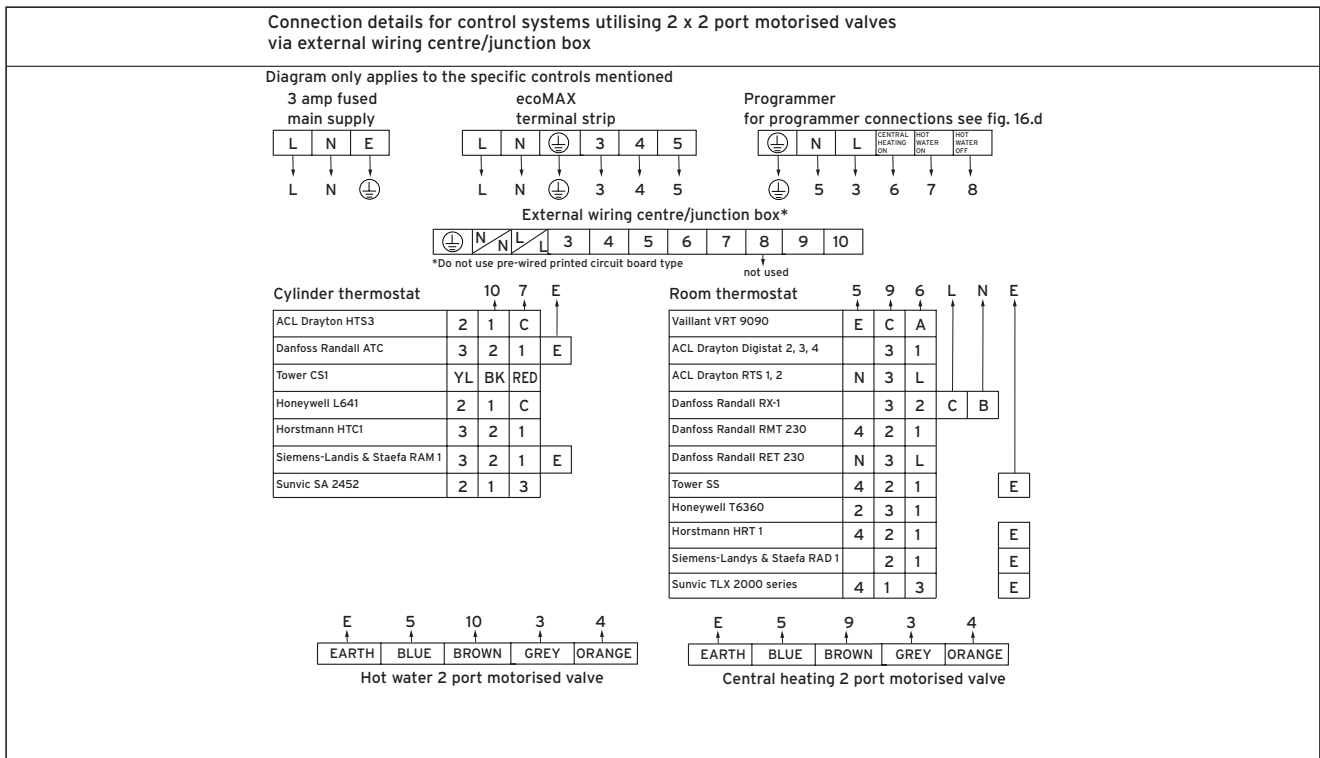 Connection details for control systems utilising 2 x 2 port motorised valves
via external wiring centre/junction box
Diagram only applies to the specific controls mentioned
3 amp fused
main supply
L N E
L N
ecoMAX
terminal strip
L N 3 4 5
L N 3 4 5
Programmer
for programmer connections see fig. 16.d
N L CENTRAL HEATING ON HOT WATER ON HOT WATER OFF
5 3 6 7 8
External wiring centre/junction box*
N N L L 3 4 5 6 7 8 9 10
*Do not use pre-wired printed circuit board type
not used
Cylinder thermostat 10 7 E
ACL Drayton HTS3 2 1 C
Danfoss Randall ATC 3 2 1 E
Tower CS1 YL BK RED
Honeywell L641 2 1 C
Horstmann HTC1 3 2 1
Siemens-Landis & Staefa RAM 1 3 2 1 E
Sunvic SA 2452 2 1 3
Room thermostat 5 9 6 L N E
Vaillant VRT 9090 E C A
ACL Drayton Digistat 2, 3, 4 3 1
ACL Drayton RTS 1, 2 N 3 L
Danfoss Randall RX-1 3 2 C B
Danfoss Randall RMT 230 4 2 1
Danfoss Randall RET 230 N 3 L
Tower SS 4 2 1 E
Honeywell T6360 2 3 1
Horstmann HRT 1 4 2 1 E
Siemens-Landys & Staefa RAD 1 2 1 E
Sunvic TLX 2000 series 4 1 3 E
E 5 10 3 4
EARTH BLUE BROWN GREY ORANGE
Hot water 2 port motorised valve
E 5 9 3 4
EARTH BLUE BROWN GREY ORANGE
Central heating 2 port motorised valve